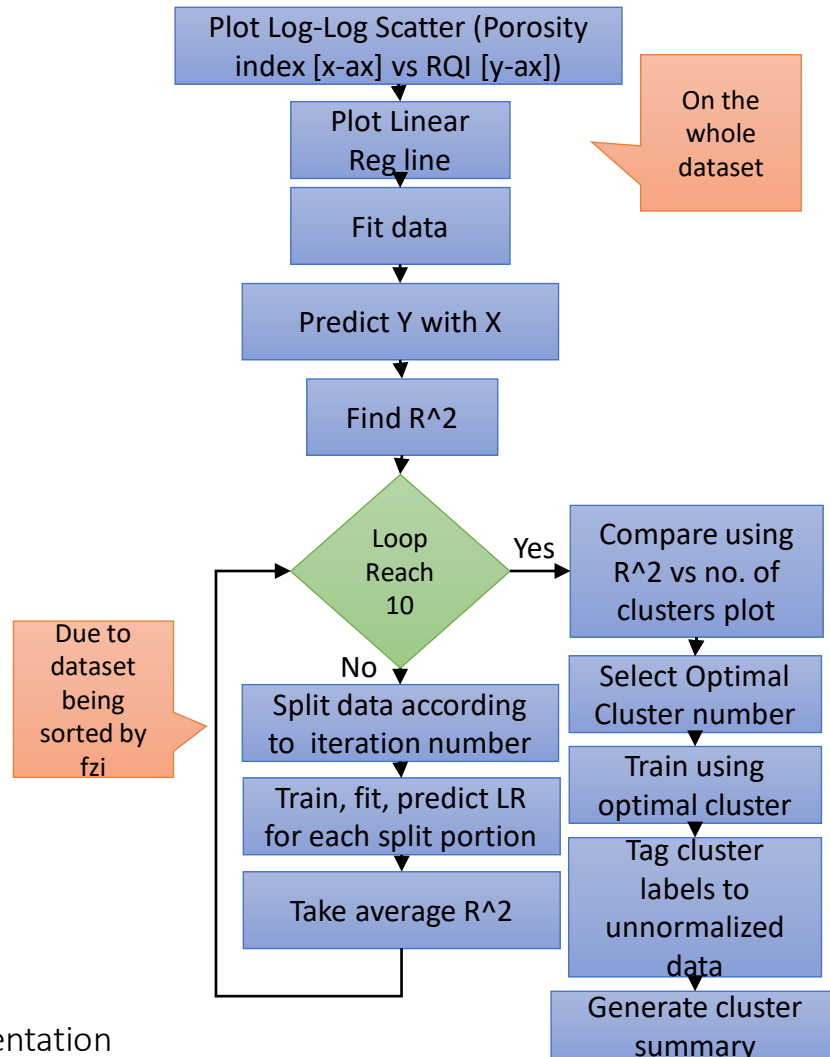 Plot Log-Log Scatter (Porosity
index [x-ax] vs RQI [y-ax])
On the
whole
dataset
Plot Linear
Reg line
Fit data
Predict Y with X
Find R^2
Loop
Reach
10
Yes
No
Compare using
R^2 vs no. of
clusters plot
Due to
dataset
being
sorted by
fzi
Split data according
to iteration number
Train, fit, predict LR
for each split portion
Take average R^2
Select Optimal
Cluster number
Train using
optimal cluster
Tag cluster
labels to
unnormalized
data
Generate cluster
summary
entation